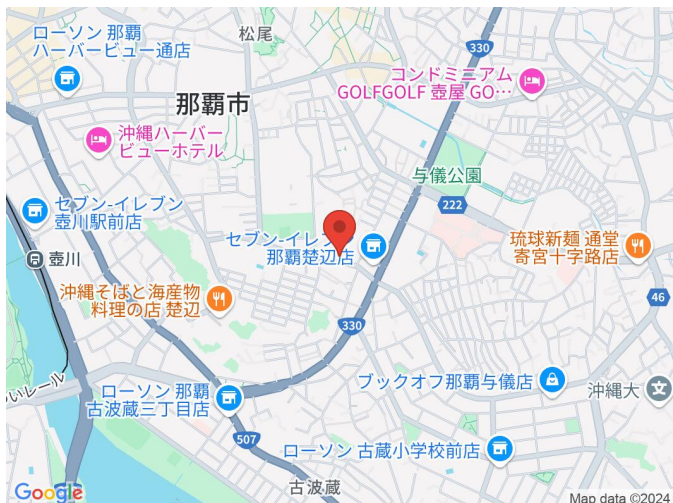 ローソン 那覇
ハーバービュー通店
松尾
330
コンドミニアム
GOLFGOLF 壺屋 GO…
那覇市
沖縄ハーバー
ビューホテル
与儀公園
222
セブン-イレブン
壺川駅前店
セブン-イレブン
那覇楚辺店
琉球新麺 通堂
寄宮十字路店
壺川
沖縄そばと海産物
料理の店 楚辺
46
330
いレール
ローソン 那覇
古波蔵三丁目店
ブックオフ那覇与儀店
沖縄大
文
507
ローソン 古蔵小学校前店
古波蔵
Google
Map data ©2024